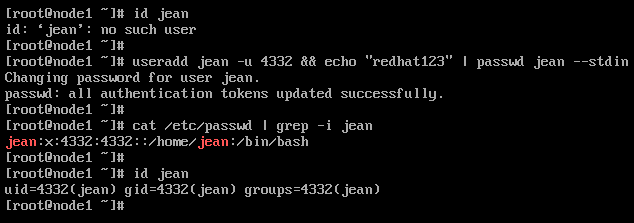 [root@node1 ~]# id jean
id: ‘jean’: no such user
[root@node1 ~]#
[root@node1 ~]# useradd jean -u 4332 && echo "redhat123" | passwd jean --stdin
Changing password for user jean.
passwd: all authentication tokens updated successfully.
[root@node1 ~]#
[root@node1 ~]# cat /etc/passwd | grep -i jean
jean:x:4332:4332::/home/jean:/bin/bash
[root@node1 ~]#
[root@node1 ~]# id jean
uid=4332(jean) gid=4332(jean) groups=4332(jean)
[root@node1 ~]#